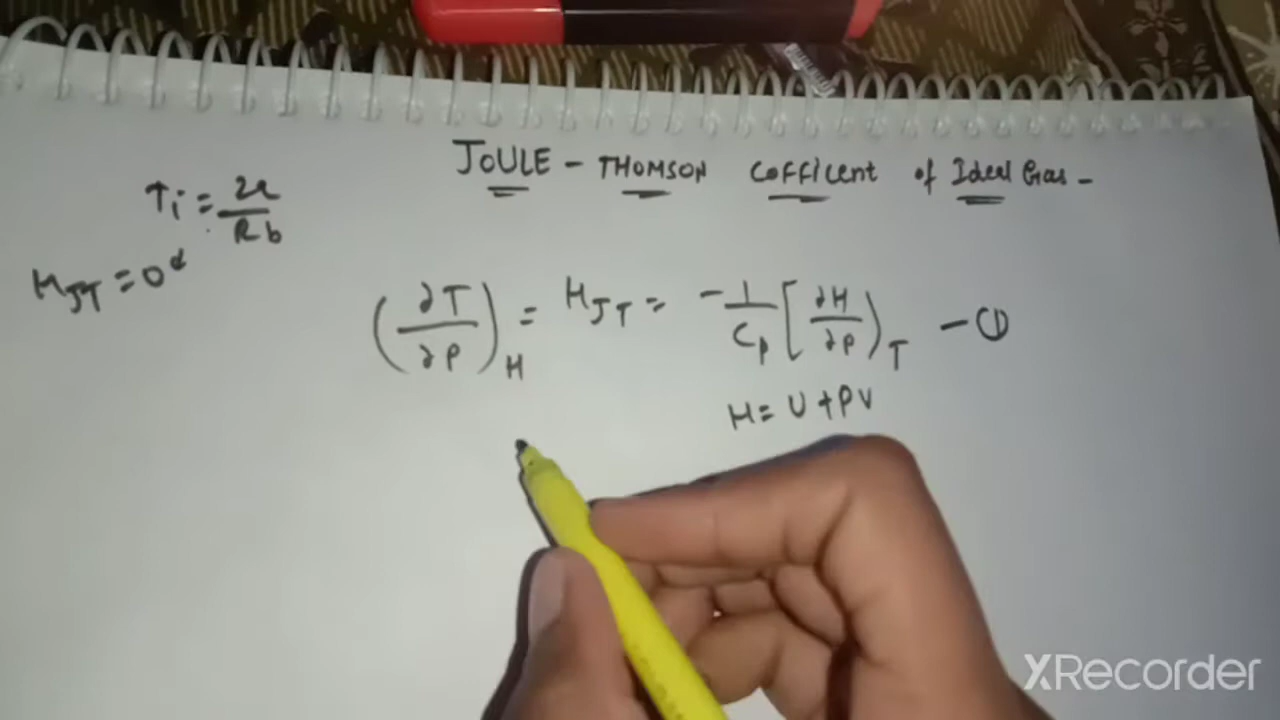 JOULE - THOMSON COFFICENT of Ideal Gas -
Ti = 2a/Rb
μJT = 0
(∂T/∂P)H = μJT = -1/Cp [∂H/∂P]T - ①
H = U + PV
XRecorder